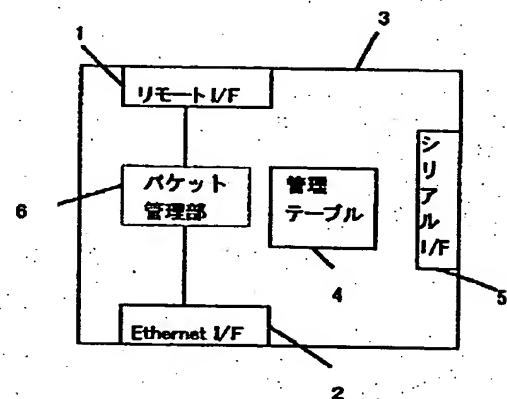 1
3
リモートI/F
シリアルI/F
パケット
管理部
管理
テーブル
6
4
5
Ethernet I/F
2